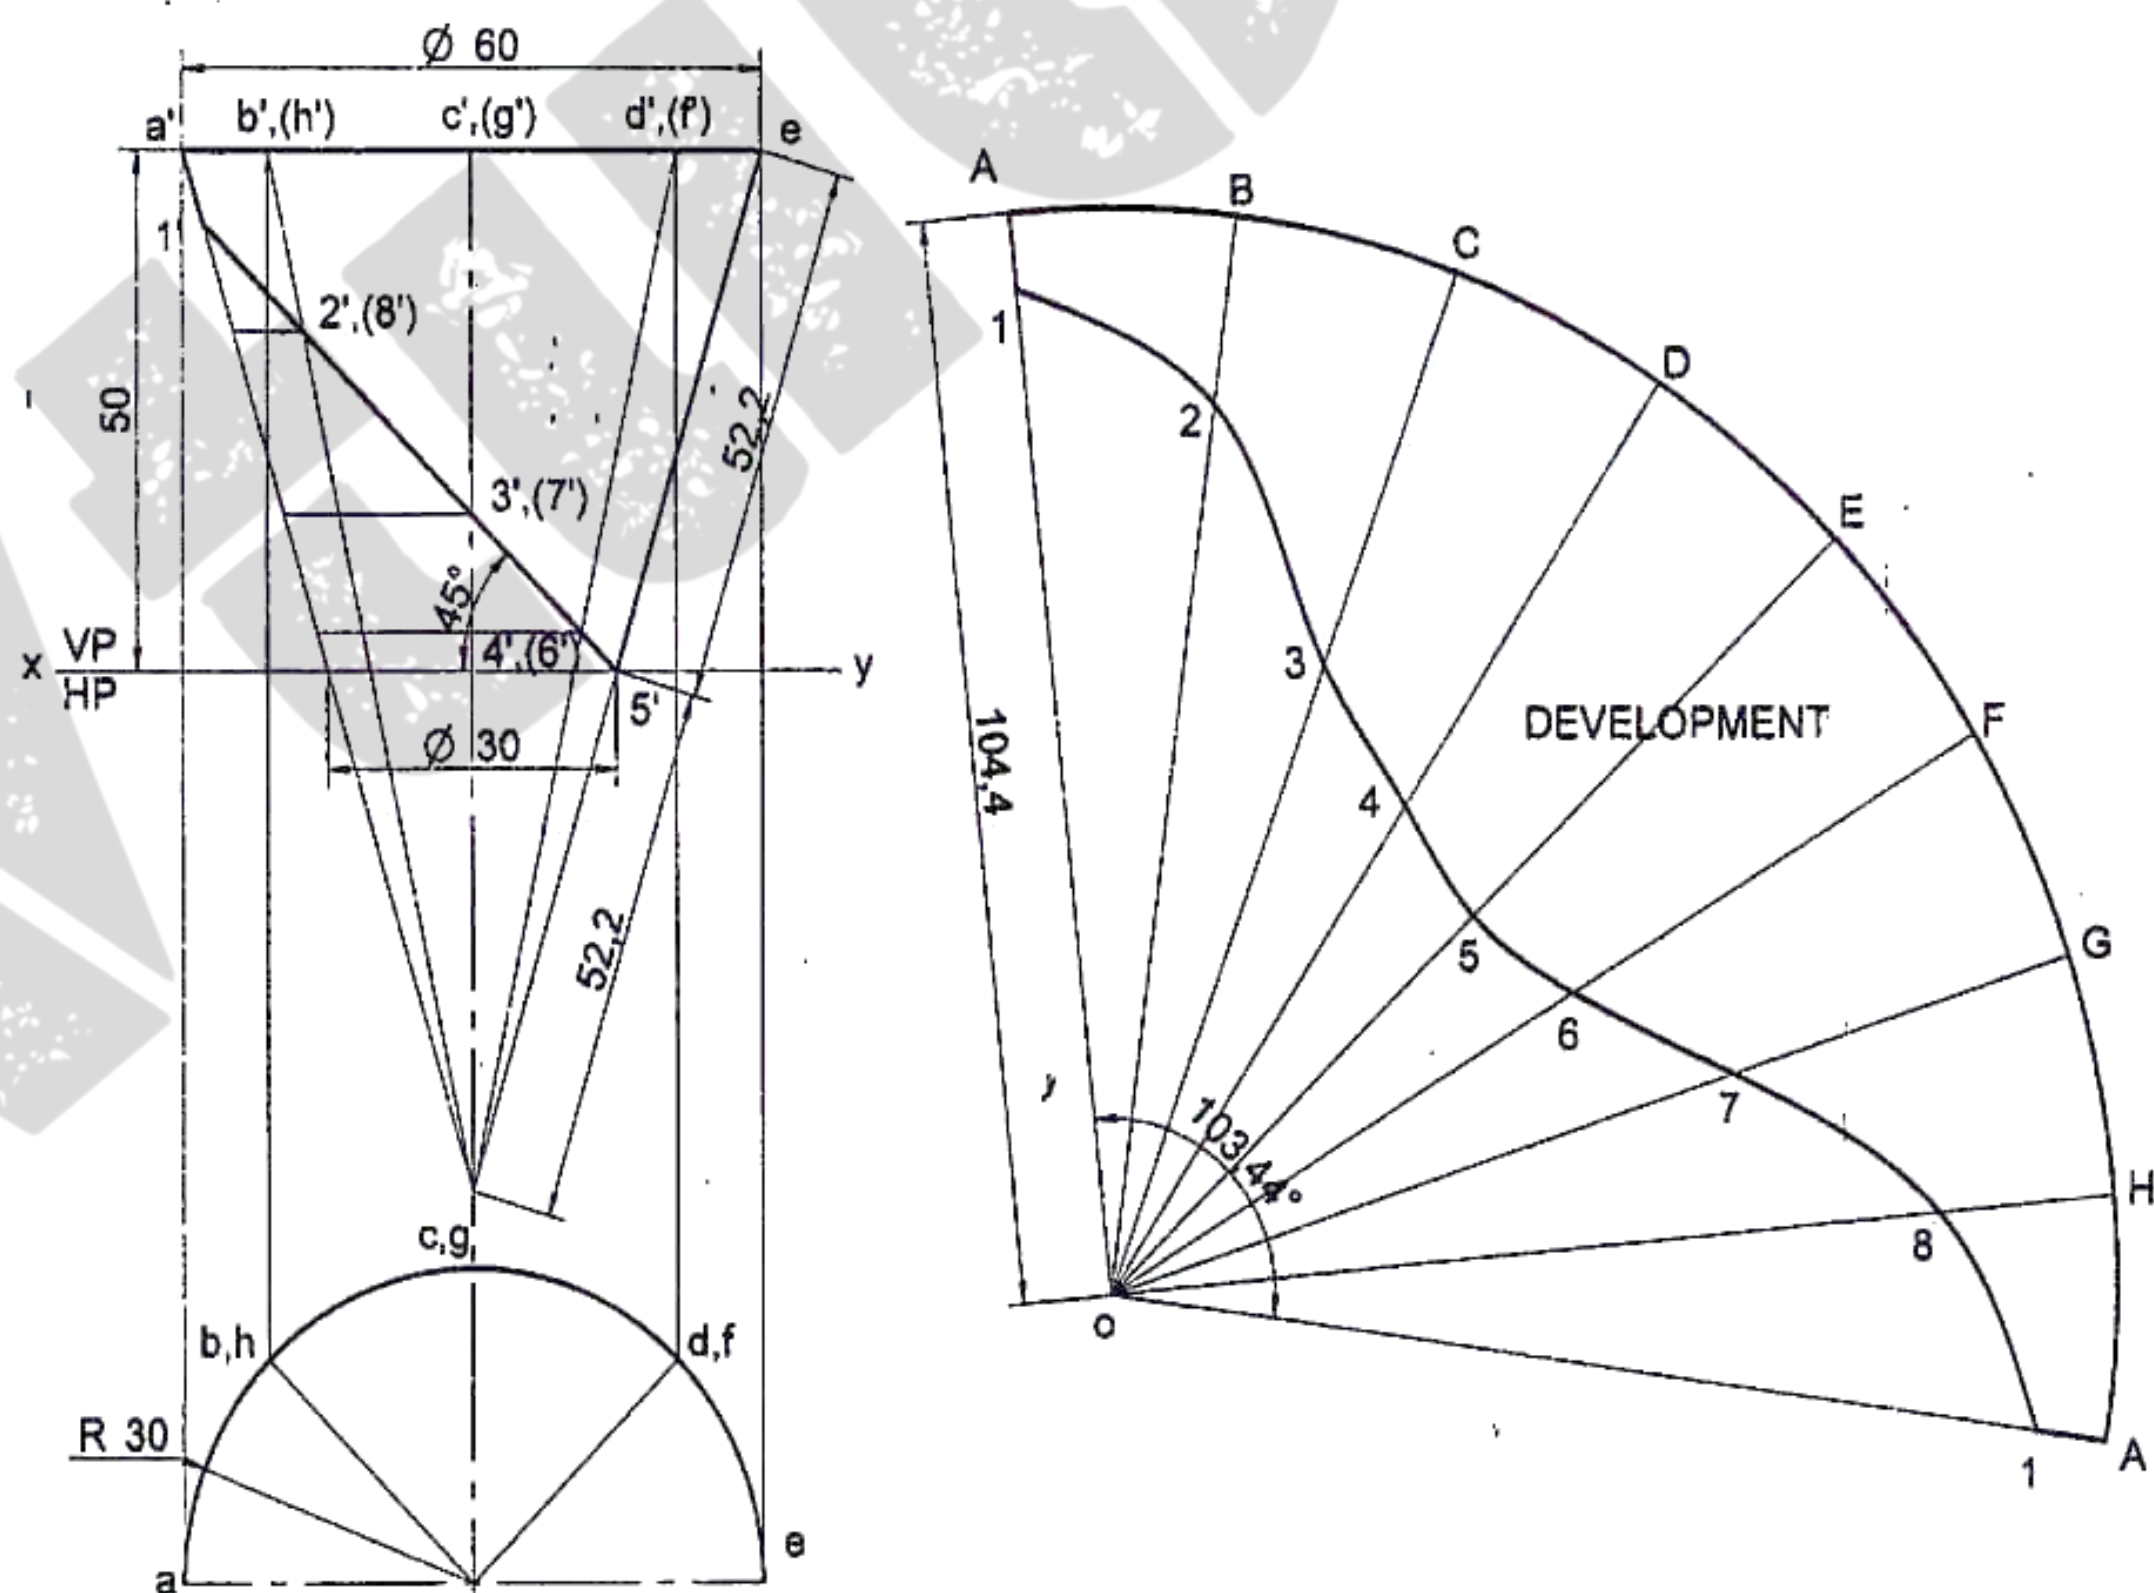 Ø 60
a' b',(h') c',(g') d',(f') e
1'
2',(8')
50
52,2
3',(7')
45°
VP
x 4',(6') y
HP
5'
Ø 30
52,2
c,g
b,h d,f
R 30
a e
A B
C
1
D
2
E
3
DEVELOPMENT
F
104,4
4
G
5
6
7
103,44°
H
8
o
1 A